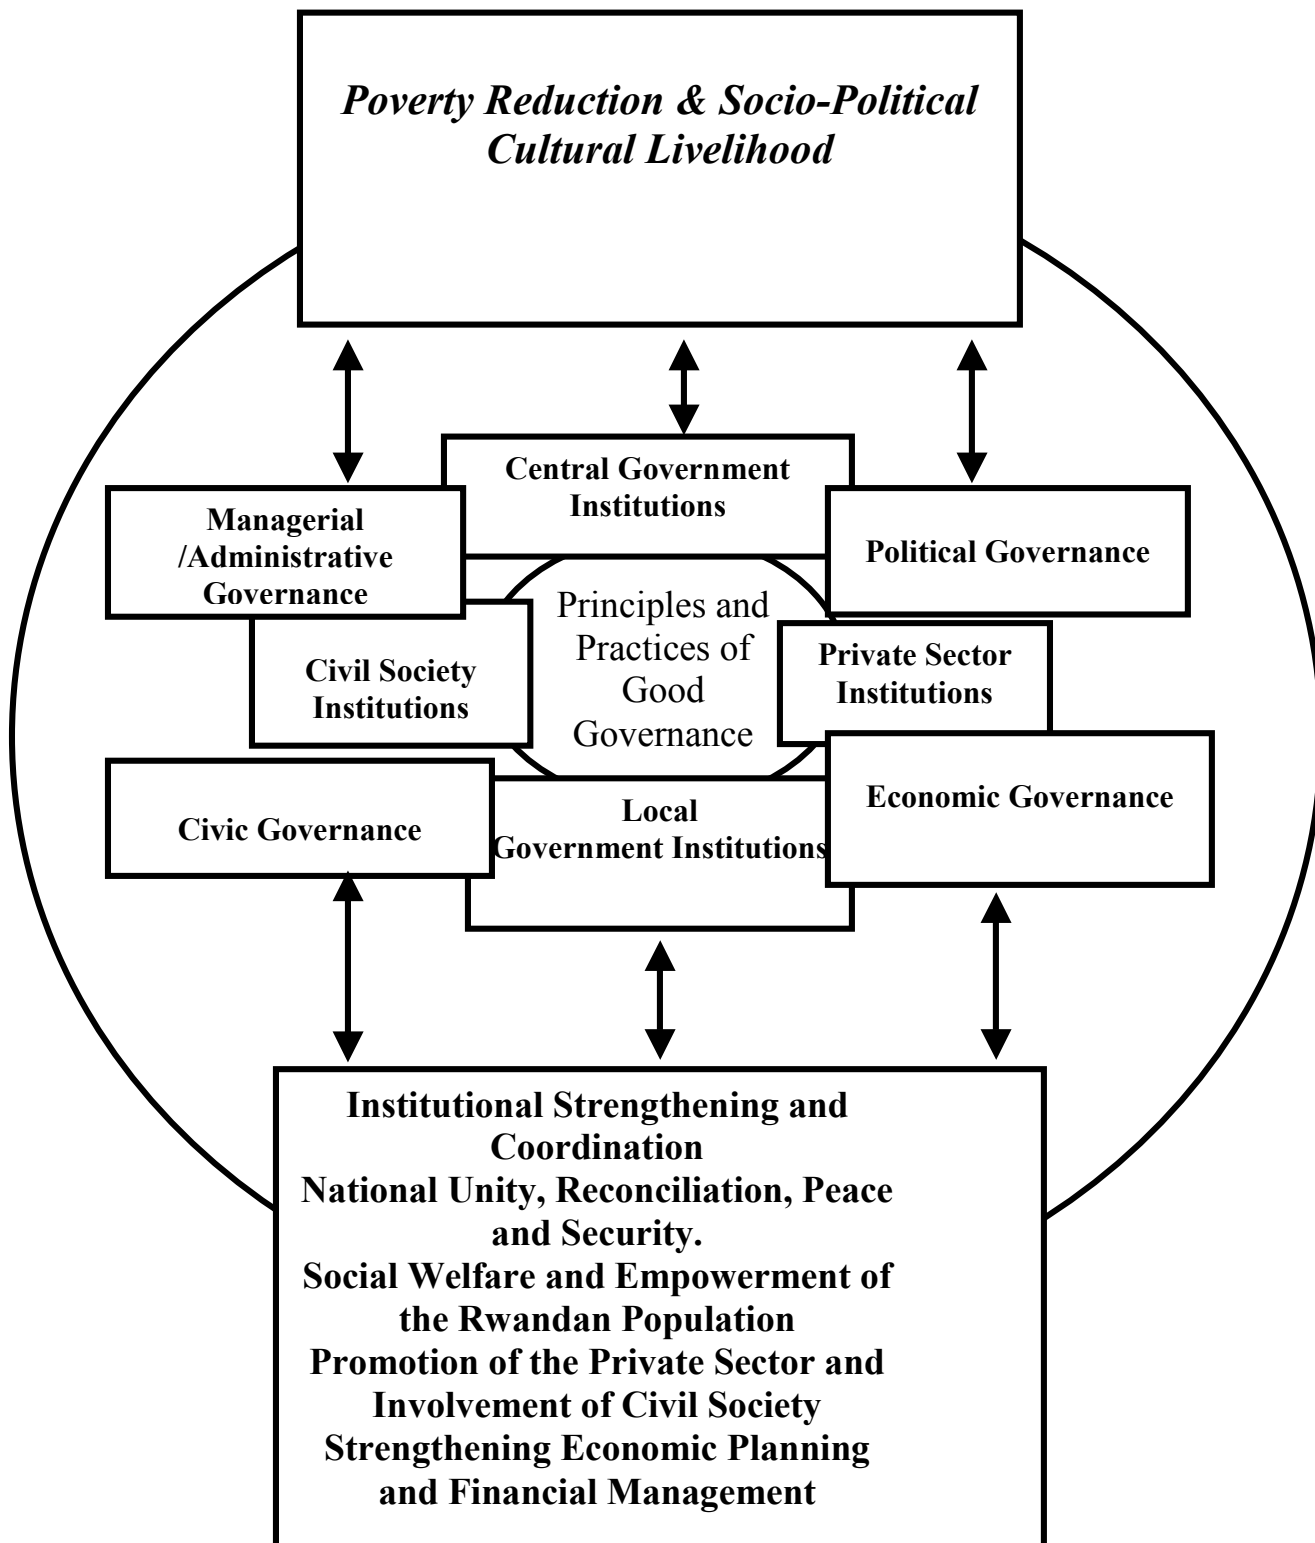 Poverty Reduction & Socio-Political
Cultural Livelihood
Central Government
Institutions
Managerial
/Administrative
Governance
Political Governance
Principles and
Practices of
Good
Governance
Civil Society
Institutions
Private Sector
Institutions
Civic Governance
Local
Government Institutions
Economic Governance
Institutional Strengthening and
Coordination
National Unity, Reconciliation, Peace
and Security.
Social Welfare and Empowerment of
the Rwandan Population
Promotion of the Private Sector and
Involvement of Civil Society
Strengthening Economic Planning
and Financial Management